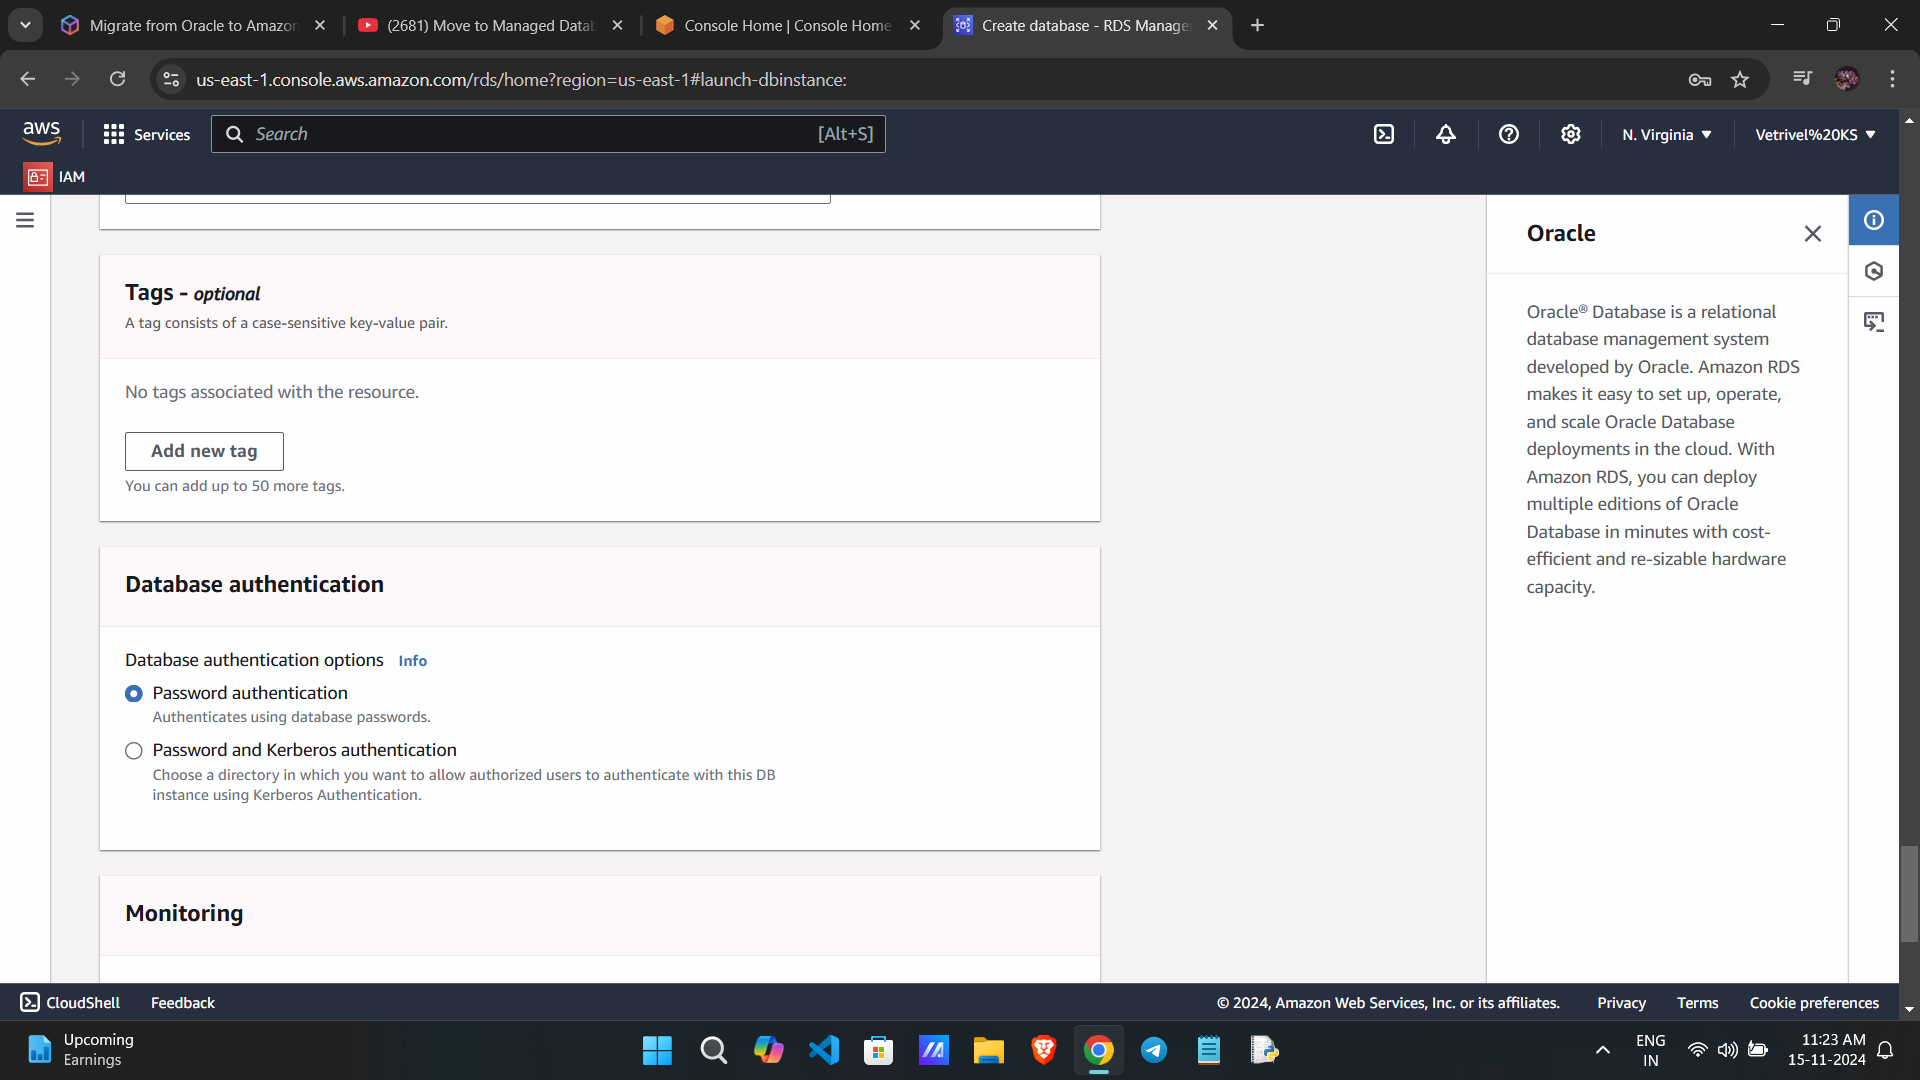 Migrate from Oracle to Amazon
(2681) Move to Managed Datab
Console Home | Console Home
Create database - RDS Manage
us-east-1.console.aws.amazon.com/rds/home?region=us-east-1#launch-dbinstance:
aws
Services
Search
[Alt+S]
N. Virginia
Vetrivel%20KS
IAM
Tags - optional
A tag consists of a case-sensitive key-value pair.
No tags associated with the resource.
Add new tag
You can add up to 50 more tags.
Database authentication
Database authentication options Info
Password authentication
Authenticates using database passwords.
Password and Kerberos authentication
Choose a directory in which you want to allow authorized users to authenticate with this DB
instance using Kerberos Authentication.
Monitoring
Oracle
Oracle® Database is a relational
database management system
developed by Oracle. Amazon RDS
makes it easy to set up, operate,
and scale Oracle Database
deployments in the cloud. With
Amazon RDS, you can deploy
multiple editions of Oracle
Database in minutes with cost-
efficient and re-sizable hardware
capacity.
CloudShell
Feedback
© 2024, Amazon Web Services, Inc. or its affiliates.
Privacy
Terms
Cookie preferences
Upcoming
Earnings
ENG
IN
11:23 AM
15-11-2024